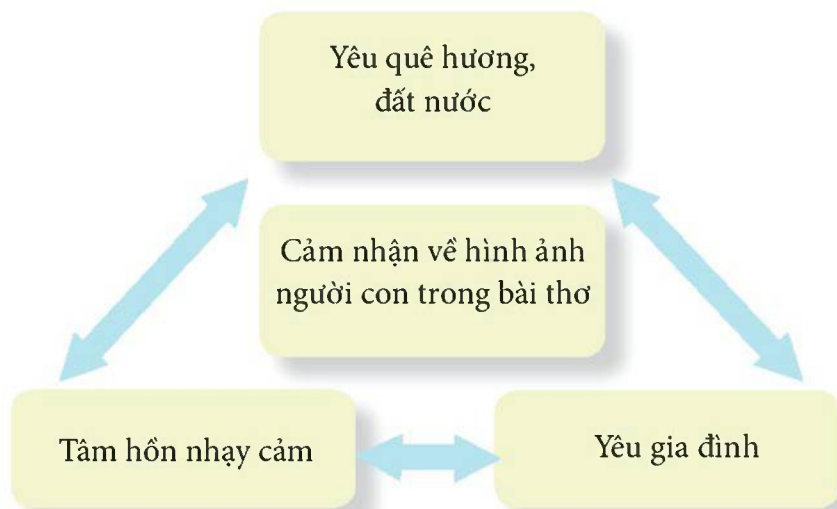 Yêu quê hương,
đất nước
Cảm nhận về hình ảnh
người con trong bài thơ
Tâm hồn nhạy cảm
Yêu gia đình